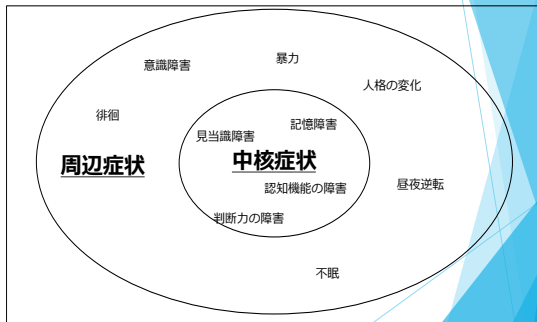 暴力
意識障害
人格の変化
徘徊
記憶障害
見当識障害
周辺症状
中核症状
認知機能の障害
昼夜逆転
判断力の障害
不眠